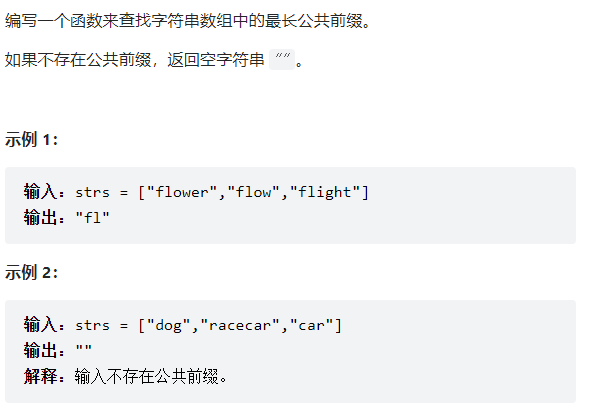 编写一个函数来查找字符串数组中的最长公共前缀。
如果不存在公共前缀，返回空字符串 ""。
示例 1：
输入：strs = ["flower","flow","flight"]
输出："fl"
示例 2：
输入：strs = ["dog","racecar","car"]
输出：""
解释：输入不存在公共前缀。